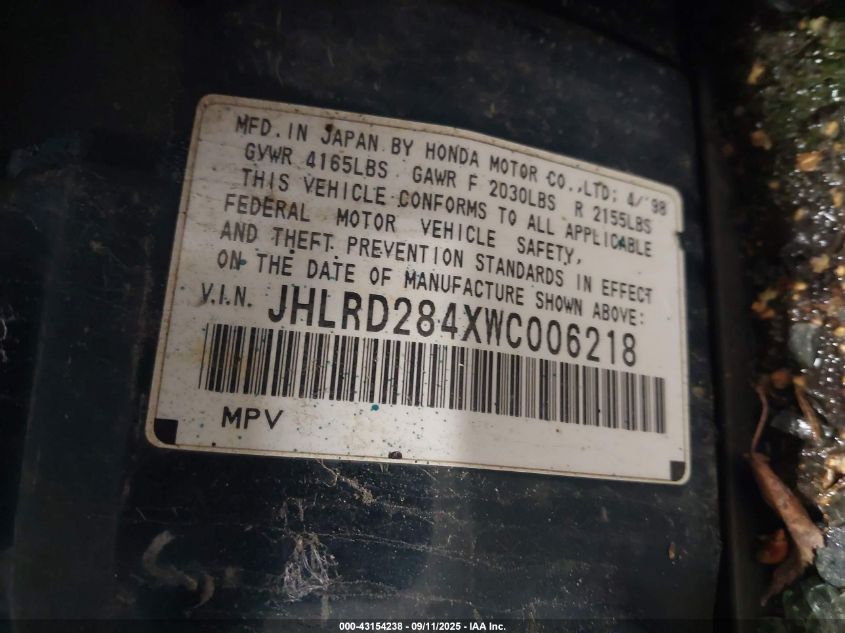 MFD. IN JAPAN BY HONDA MOTOR CO.,LTD; 4/'98
GVWR 4165LBS GAWR F 2030LBS R 2155LBS
THIS VEHICLE CONFORMS TO ALL APPLICABLE
FEDERAL MOTOR VEHICLE SAFETY,
AND THEFT PREVENTION STANDARDS IN EFFECT
ON THE DATE OF MANUFACTURE SHOWN ABOVE:
V.I.N. JHLRD284XWC006218
MPV
000-43154238 - 09/11/2025 - IAA Inc.